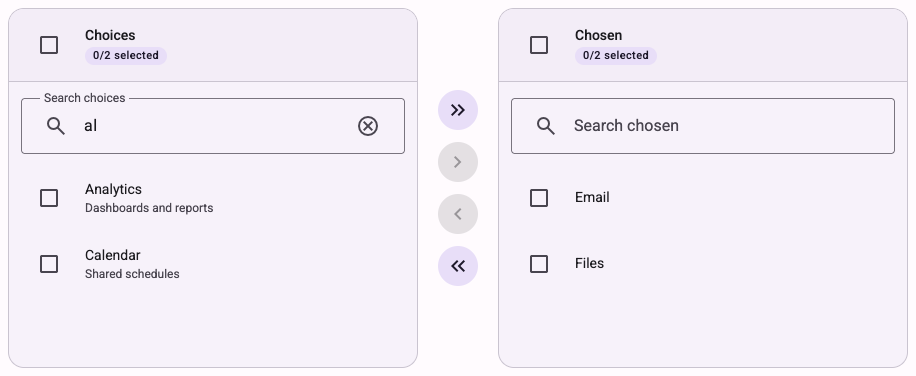 Choices
0/2 selected
Search choices
al
Analytics
Dashboards and reports
Calendar
Shared schedules
Chosen
0/2 selected
Search chosen
Email
Files